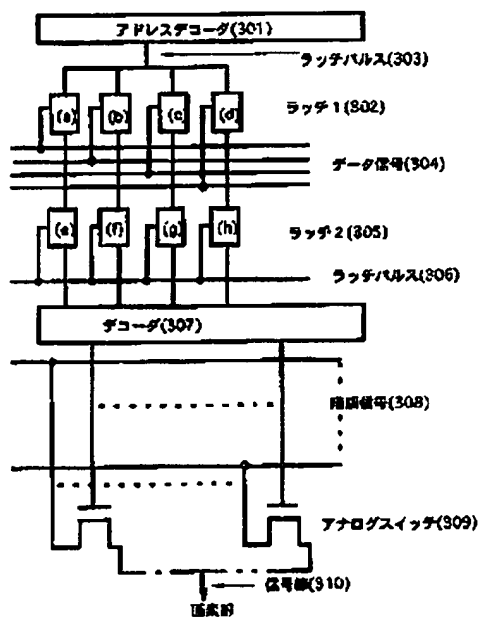 アドレスデコーダ(301)
ラッチパルス(303)
ラッチ1(302)
(a) (b) (c) (d)
データ信号(304)
(e) (f) (g) (h)
ラッチ2(305)
ラッチパルス(306)
デコーダ(307)
階調信号(308)
アナログスイッチ(309)
信号線(310)
画素部